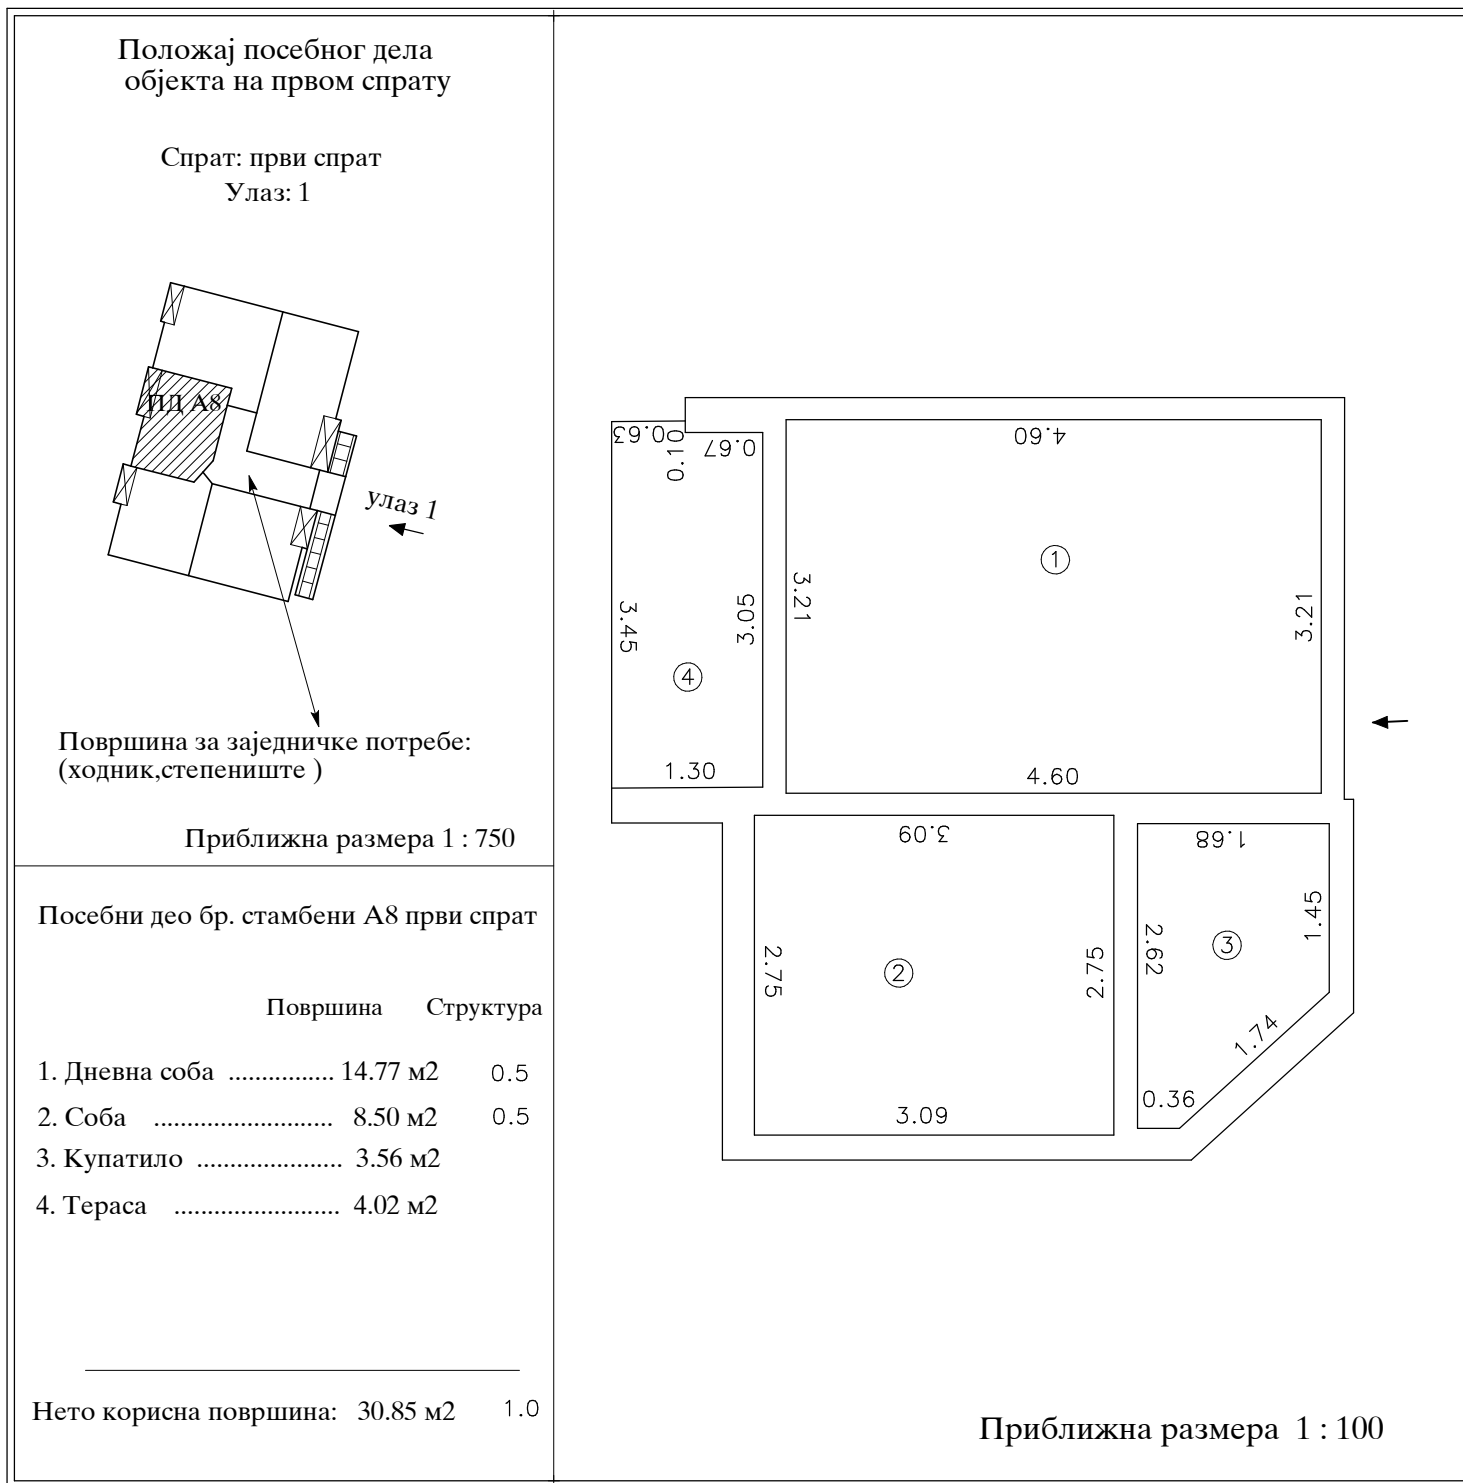 Положај посебног дела
објекта на првом спрату
Спрат: први спрат
Улаз: 1
ПД А8
улаз 1
Површина за заједничке потребе:
(ходник,степениште )
Приближна размера 1 : 750
Посебни део бр. стамбени А8 први спрат
Површина Структура
1. Дневна соба ................ 14.77 м2 0.5
2. Соба ........................... 8.50 м2 0.5
3. Купатило ...................... 3.56 м2
4. Тераса ......................... 4.02 м2
Нето корисна површина: 30.85 м2 1.0
0.63
0.10
0.67
4.60
1
3.21
3.21
3.45
3.05
4
1.30
4.60
3.09
1.68
2.75
2
2.75
2.62
3
1.45
1.74
0.36
3.09
Приближна размера 1 : 100